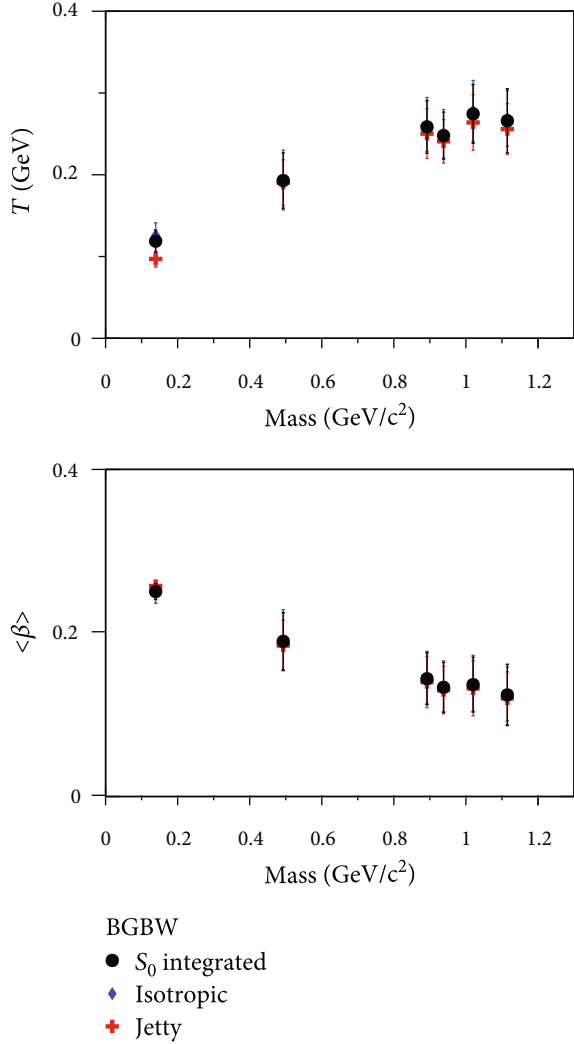 0.4
0.2
0
T (GeV)
0 0.2 0.4 0.6 0.8 1 1.2
Mass (GeV/c²)
0.4
0.2
0
<β>
0 0.2 0.4 0.6 0.8 1 1.2
Mass (GeV/c²)
BGBW
S₀ integrated
Isotropic
Jetty